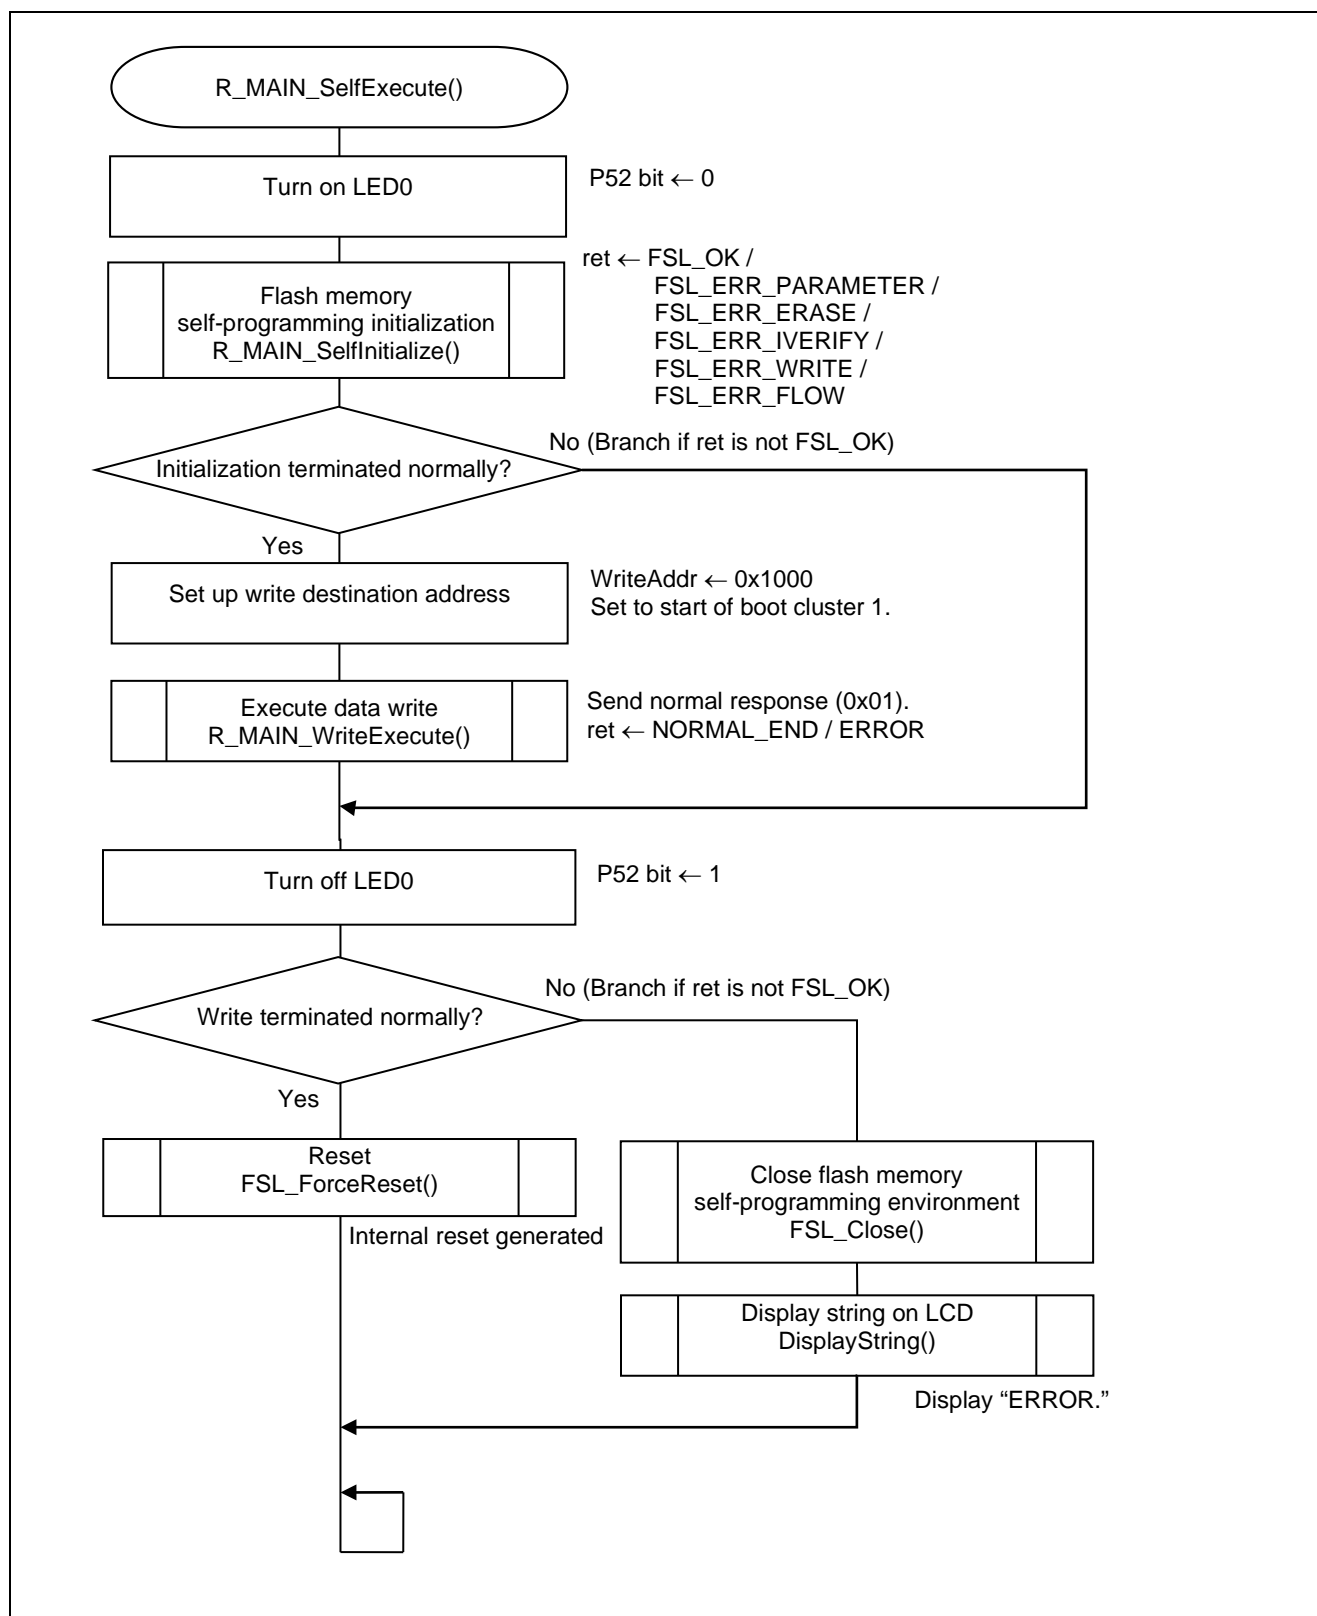 R_MAIN_SelfExecute()
Turn on LED0
P52 bit ← 0
Flash memory
self-programming initialization
R_MAIN_SelfInitialize()
ret ← FSL_OK /
FSL_ERR_PARAMETER /
FSL_ERR_ERASE /
FSL_ERR_IVERIFY /
FSL_ERR_WRITE /
FSL_ERR_FLOW
No (Branch if ret is not FSL_OK)
Initialization terminated normally?
Yes
Set up write destination address
WriteAddr ← 0x1000
Set to start of boot cluster 1.
Execute data write
R_MAIN_WriteExecute()
Send normal response (0x01).
ret ← NORMAL_END / ERROR
Turn off LED0
P52 bit ← 1
No (Branch if ret is not FSL_OK)
Write terminated normally?
Yes
Reset
FSL_ForceReset()
Internal reset generated
Close flash memory
self-programming environment
FSL_Close()
Display string on LCD
DisplayString()
Display “ERROR.”